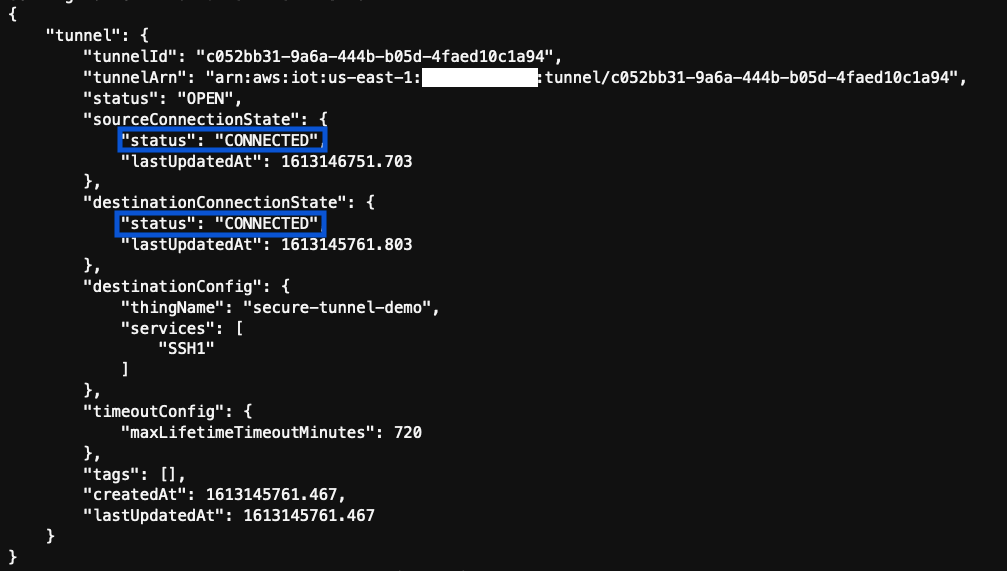 {
    "tunnel": {
        "tunnelId": "c052bb31-9a6a-444b-b05d-4faed10c1a94",
        "tunnelArn": "arn:aws:iot:us-east-1: :tunnel/c052bb31-9a6a-444b-b05d-4faed10c1a94",
        "status": "OPEN",
        "sourceConnectionState": {
            "status": "CONNECTED",
            "lastUpdatedAt": 1613146751.703
        },
        "destinationConnectionState": {
            "status": "CONNECTED",
            "lastUpdatedAt": 1613145761.803
        },
        "destinationConfig": {
            "thingName": "secure-tunnel-demo",
            "services": [
                "SSH1"
            ]
        },
        "timeoutConfig": {
            "maxLifetimeTimeoutMinutes": 720
        },
        "tags": [],
        "createdAt": 1613145761.467,
        "lastUpdatedAt": 1613145761.467
    }
}